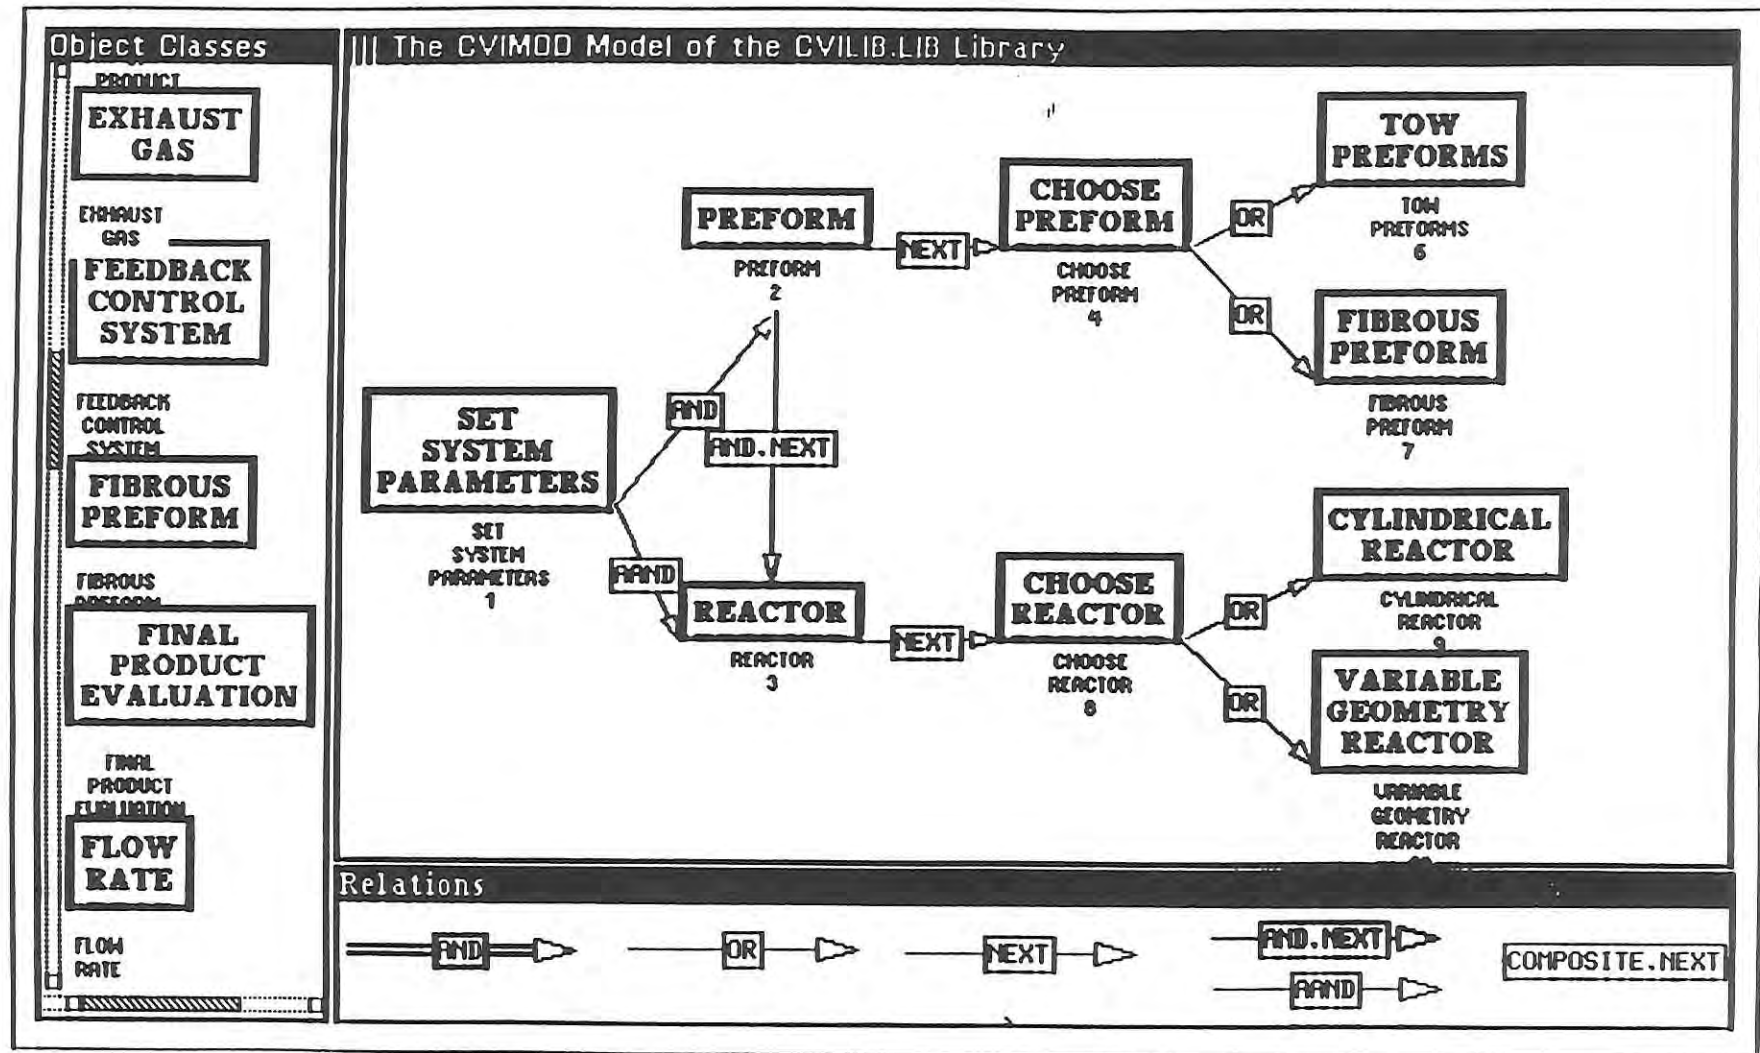 Object Classes
PRODUCT
EXHAUST
GAS
EXHAUST
GAS
FEEDBACK
CONTROL
SYSTEM
FEEDBACK
CONTROL
SYSTEM
FIBROUS
PREFORM
FIBROUS
PREFORM
FINAL
PRODUCT
EVALUATION
FINAL
PRODUCT
EVALUATION
FLOW
RATE
FLOW
RATE
The CVIMOD Model of the CVILIB.LIB Library
SET
SYSTEM
PARAMETERS
SET
SYSTEM
PARAMETERS
1
AND
AND.NEXT
AAND
PREFORM
PREFORM
2
NEXT
CHOOSE
PREFORM
CHOOSE
PREFORM
4
OR
OR
TOW
PREFORMS
TOW
PREFORMS
6
FIBROUS
PREFORM
FIBROUS
PREFORM
7
REACTOR
REACTOR
3
NEXT
CHOOSE
REACTOR
CHOOSE
REACTOR
8
OR
OR
CYLINDRICAL
REACTOR
CYLINDRICAL
REACTOR
9
VARIABLE
GEOMETRY
REACTOR
VARIABLE
GEOMETRY
REACTOR
Relations
AND
OR
NEXT
AND.NEXT
AAND
COMPOSITE.NEXT